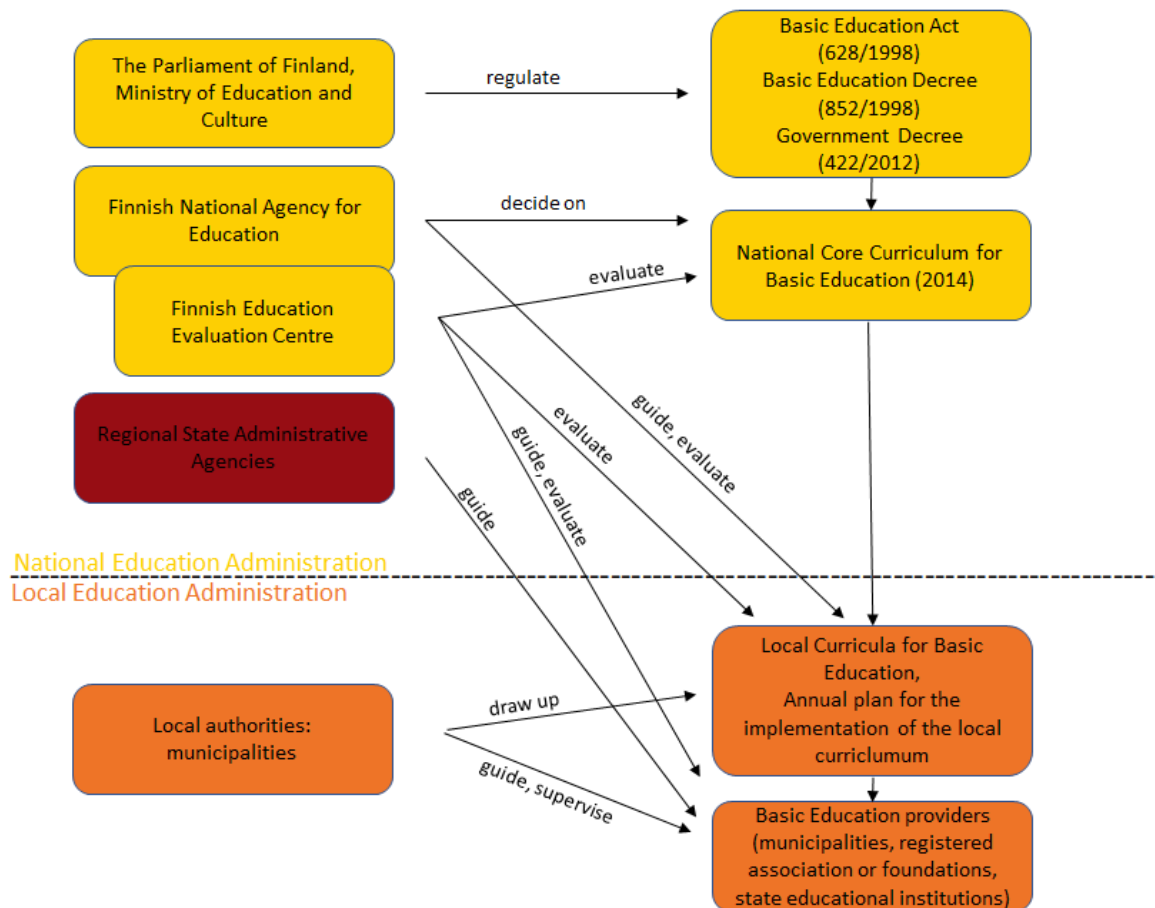 The Parliament of Finland,
Ministry of Education and
Culture
regulate
Basic Education Act
(628/1998)
Basic Education Decree
(852/1998)
Government Decree
(422/2012)
Finnish National Agency for
Education
decide on
National Core Curriculum for
Basic Education (2014)
evaluate
Finnish Education
Evaluation Centre
evaluate
guide, evaluate
guide, evaluate
Regional State Administrative
Agencies
guide
National Education Administration
Local Education Administration
Local authorities:
municipalities
draw up
guide, supervise
Local Curricula for Basic
Education,
Annual plan for the
implementation of the local
curriclumum
Basic Education providers
(municipalities, registered
association or foundations,
state educational institutions)